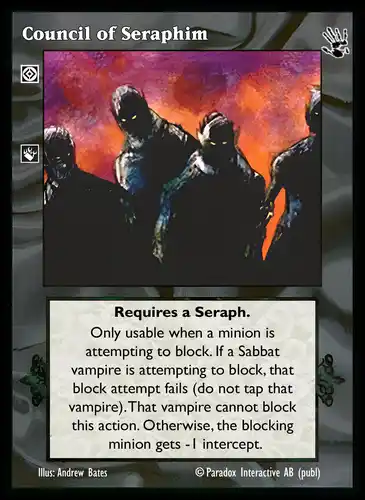 Council of Seraphim
Requires a Seraph.
Only usable when a minion is
attempting to block. If a Sabbat
vampire is attempting to block, that
block attempt fails (do not tap that
vampire). That vampire cannot block
this action. Otherwise, the blocking
minion gets -1 intercept.
Illus: Andrew Bates © Paradox Interactive AB (publ)